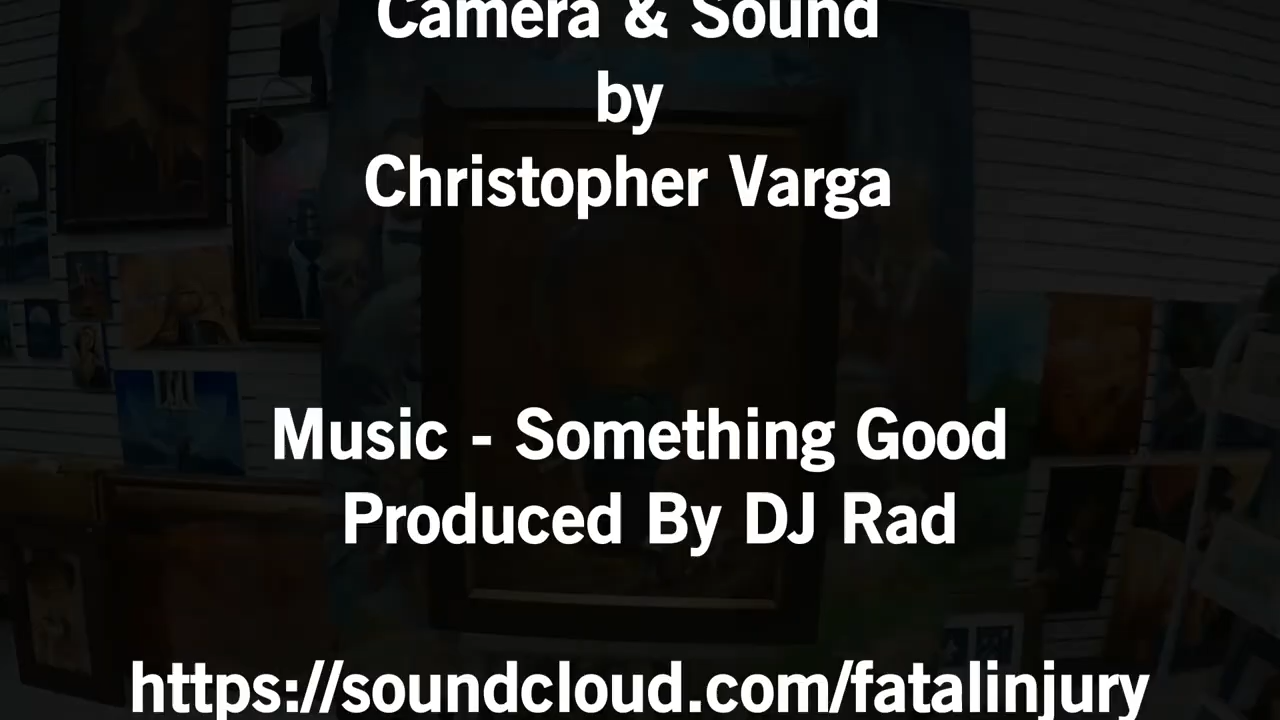 Camera & Sound
by
Christopher Varga
Music - Something Good
Produced By DJ Rad
https://soundcloud.com/fatalinjury